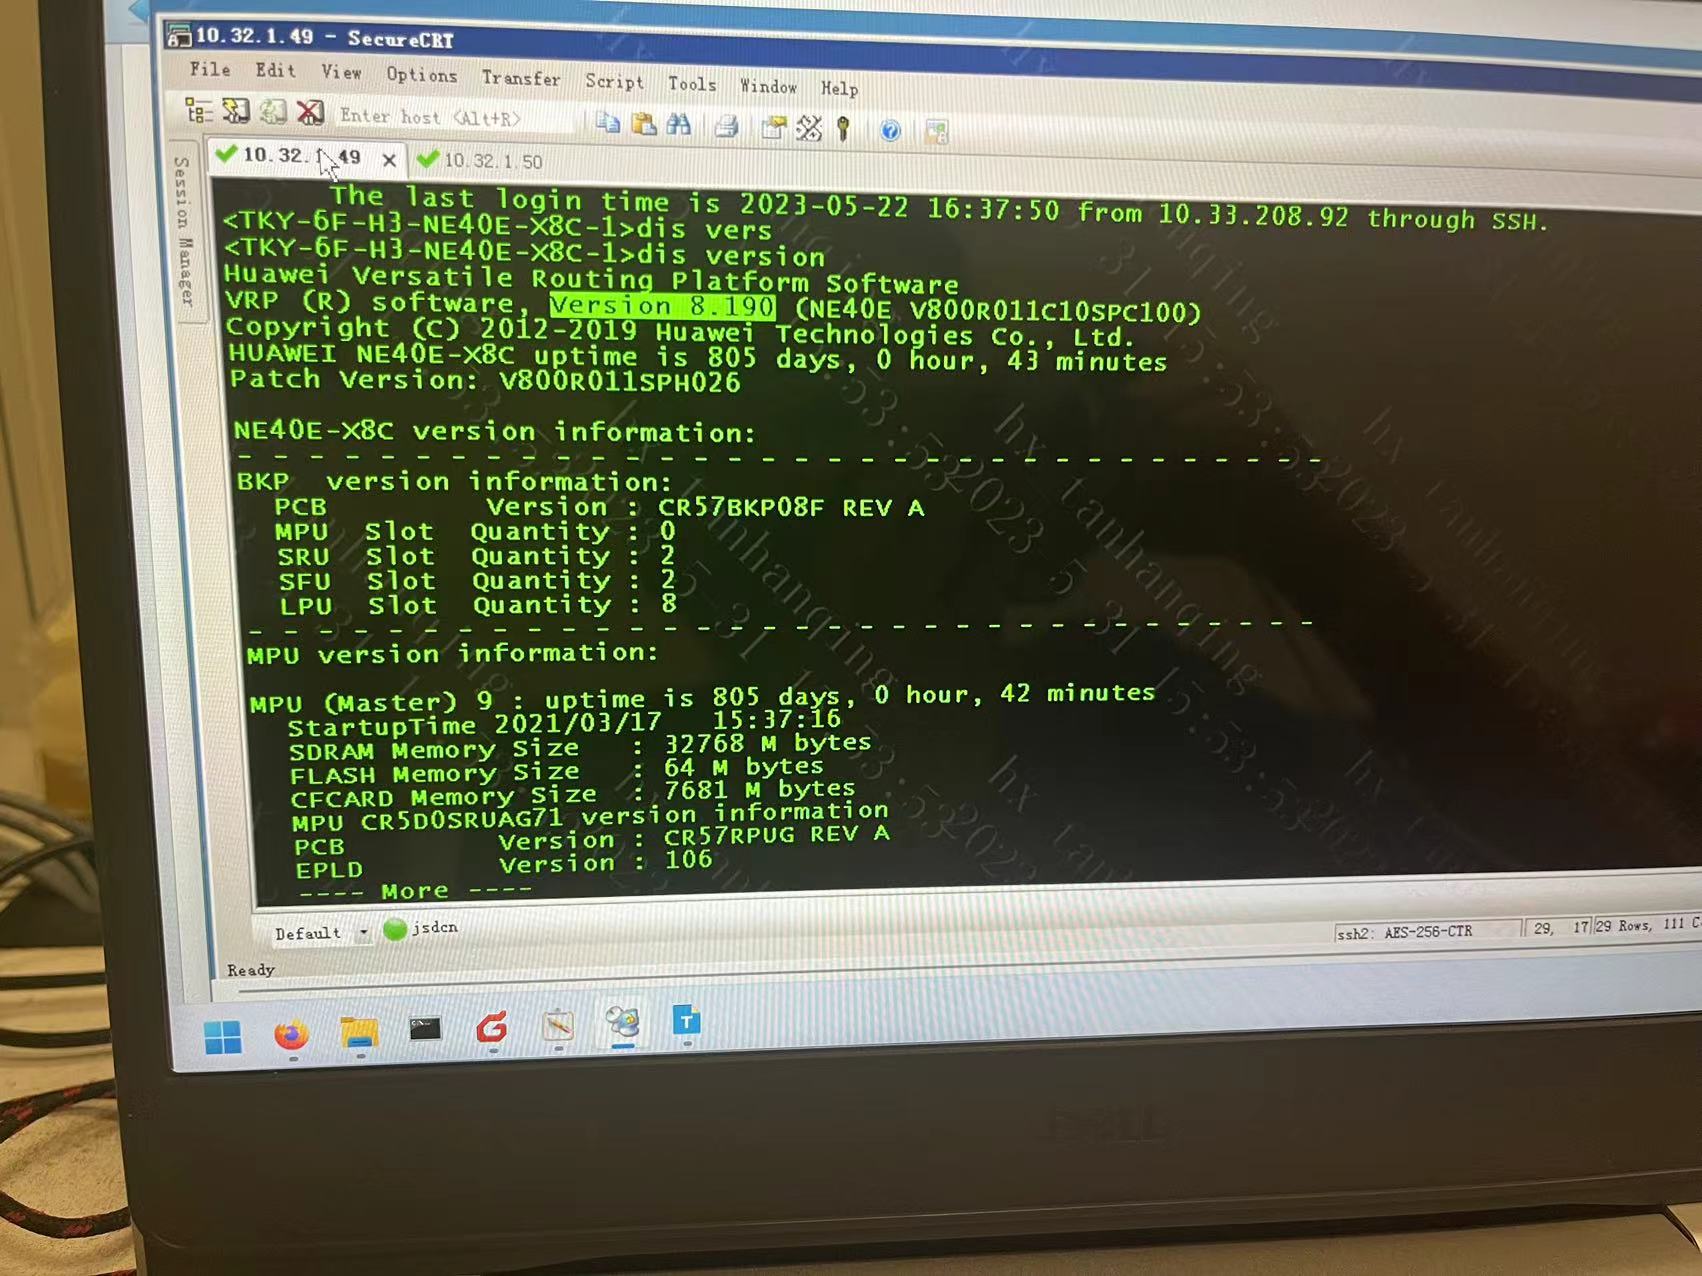 10.32.1.49 - SecureCRT
File Edit View Options Transfer Script Tools Window Help
Enter host <Alt+R>
10.32.1.49 10.32.1.50
Session Manager
The last login time is 2023-05-22 16:37:50 from 10.33.208.92 through SSH.
<TKY-6F-H3-NE40E-X8C-1>dis vers
<TKY-6F-H3-NE40E-X8C-1>dis version
Huawei Versatile Routing Platform Software
VRP (R) software, Version 8.190 (NE40E V800R011C10SPC100)
Copyright (C) 2012-2019 Huawei Technologies Co., Ltd.
HUAWEI NE40E-X8C uptime is 805 days, 0 hour, 43 minutes
Patch Version: V800R011SPH026
NE40E-X8C version information:
- - - - - - - - - - - - - - - - - - - - - - - - - - - - - - -
BKP version information:
PCB Version : CR57BKP08F REV A
MPU Slot Quantity : 0
SRU Slot Quantity : 2
SFU Slot Quantity : 2
LPU Slot Quantity : 8
- - - - - - - - - - - - - - - - - - - - - - - - - - - - - - -
MPU version information:
MPU (Master) 9 : uptime is 805 days, 0 hour, 42 minutes
StartupTime 2021/03/17 15:37:16
SDRAM Memory Size : 32768 M bytes
FLASH Memory Size : 64 M bytes
CFCARD Memory Size : 7681 M bytes
MPU CR5D0SRUAG71 version information
PCB Version : CR57RPUG REV A
EPLD Version : 106
---- More ----
Default jsdcn
ssh2: AES-256-CTR 29, 17 29 Rows, 111 C
Ready
hx tanhanqing
2023-5-31 15:53:53
DELL